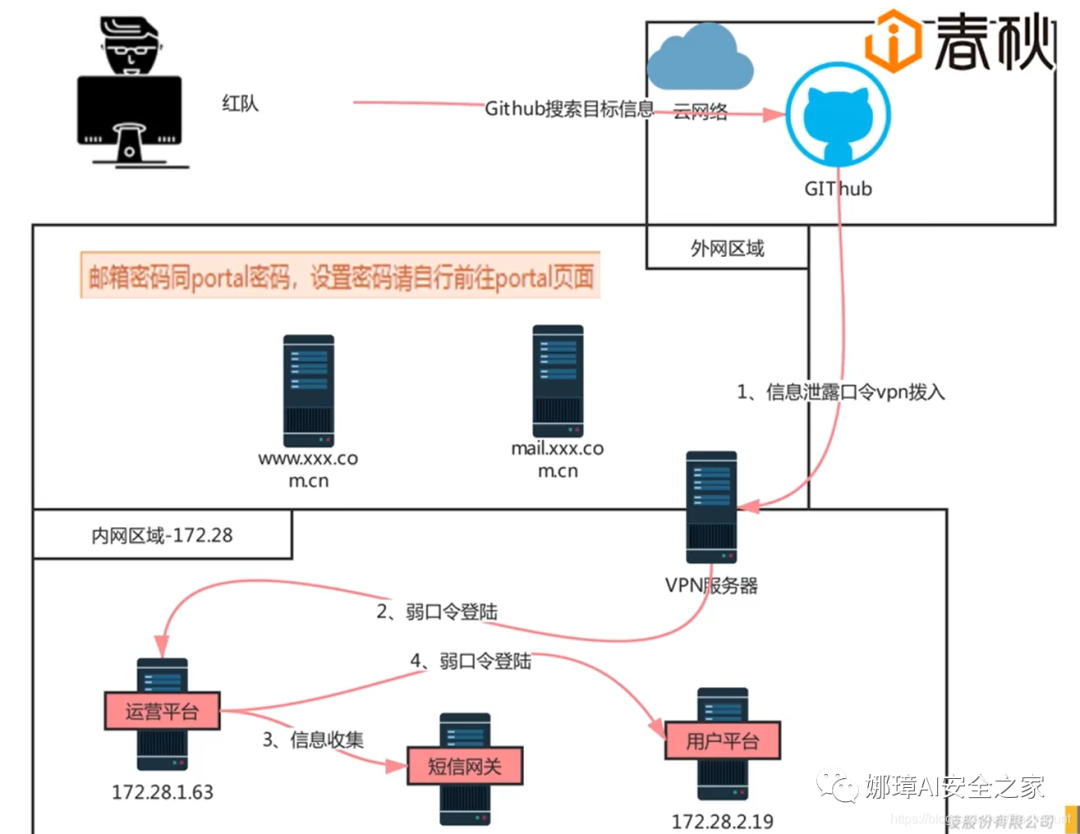 春秋
红队
Github搜索目标信息
云网络
GITHub
外网区域
邮箱密码同portal密码，设置密码请自行前往portal页面
1、信息泄露口令vpn拨入
www.xxx.co
m.cn
mail.xxx.co
m.cn
内网区域-172.28
VPN服务器
2、弱口令登陆
4、弱口令登陆
运营平台
3、信息收集
用户平台
短信网关
172.28.1.63
172.28.2.19
娜璋AI安全之家
技股份有限公司